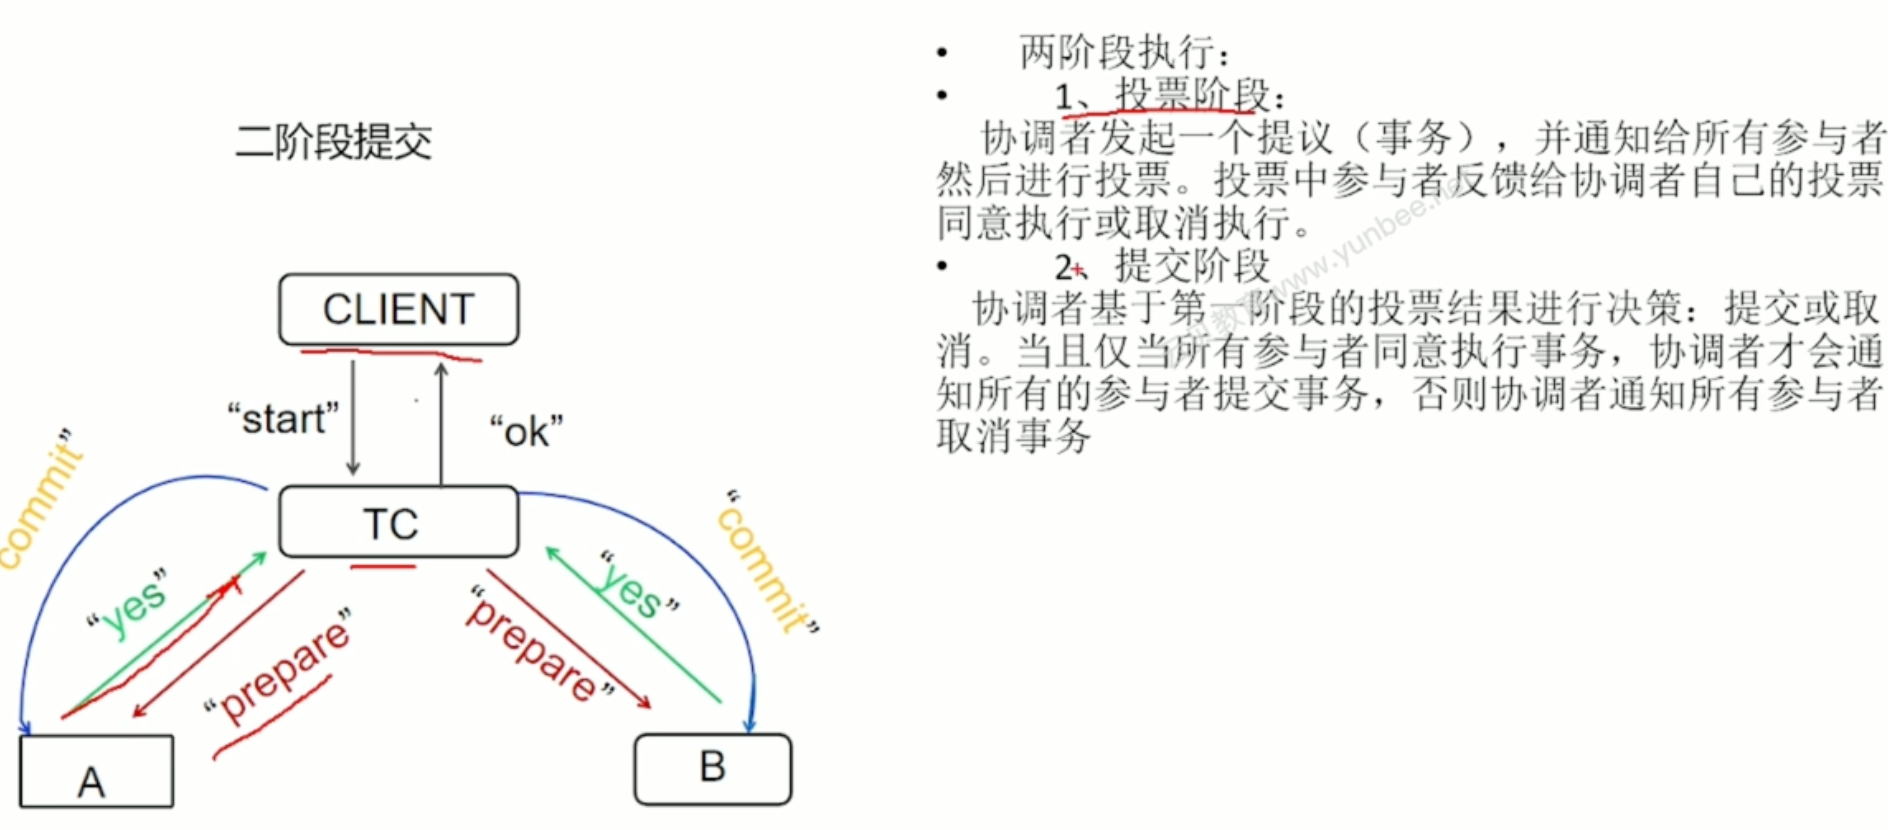 二阶段提交
CLIENT
“start”
“ok”
TC
commit”
“commit”
“yes”
“yes”
“prepare”
“prepare”
A
B
• 两阶段执行：
• 1、投票阶段：
协调者发起一个提议（事务），并通知给所有参与者
然后进行投票。投票中参与者反馈给协调者自己的投票
同意执行或取消执行。
• 2、提交阶段
协调者基于第一阶段的投票结果进行决策：提交或取
消。当且仅当所有参与者同意执行事务，协调者才会通
知所有的参与者提交事务，否则协调者通知所有参与者
取消事务
www.yunbee.net